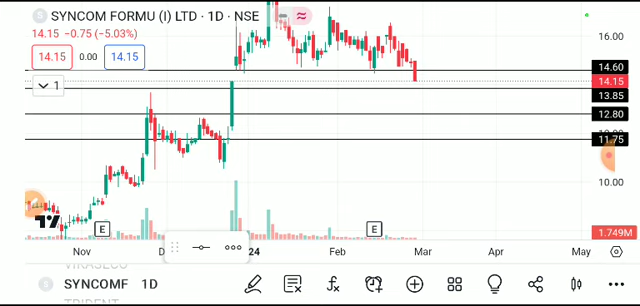 S SYNCOM FORMU (I) LTD · 1D · NSE
14.15 −0.75 (−5.03%)
14.15 0.00 14.15
1
16.00
14.60
14.15
13.85
12.80
11.75
10.00
1.749M
E E
Nov 24 Feb Mar Apr May
SYNCOMF 1D
TRIDENT